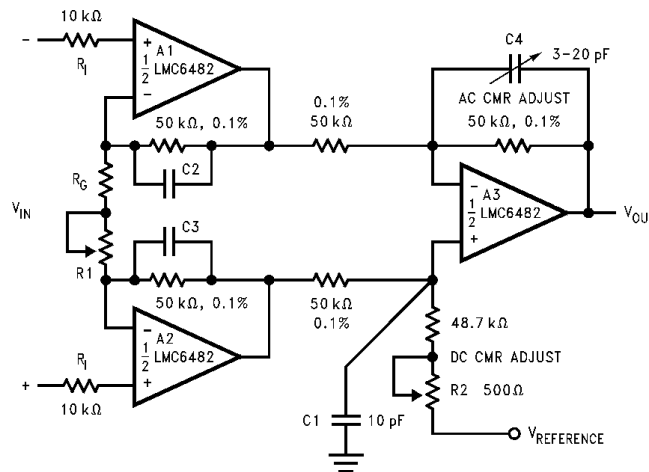 10 kΩ
R_I
−
+
A1
1/2 LMC6482
−
C4
3–20 pF
AC CMR ADJUST
50 kΩ, 0.1%
0.1%
50 kΩ
50 kΩ, 0.1%
C2
R_G
V_IN
R1
C3
50 kΩ, 0.1%
50 kΩ
0.1%
−
A3
1/2 LMC6482
+
V_OU
−
A2
1/2 LMC6482
+
R_I
+
10 kΩ
48.7 kΩ
DC CMR ADJUST
R2 500Ω
C1
10 pF
V_REFERENCE